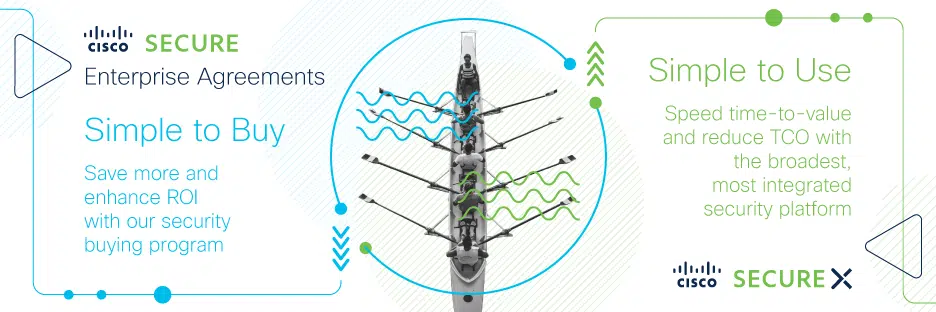 CISCO SECURE
Enterprise Agreements
Simple to Buy
Save more and
enhance ROI
with our security
buying program
Simple to Use
Speed time-to-value
and reduce TCO with
the broadest,
most integrated
security platform
CISCO SECURE X